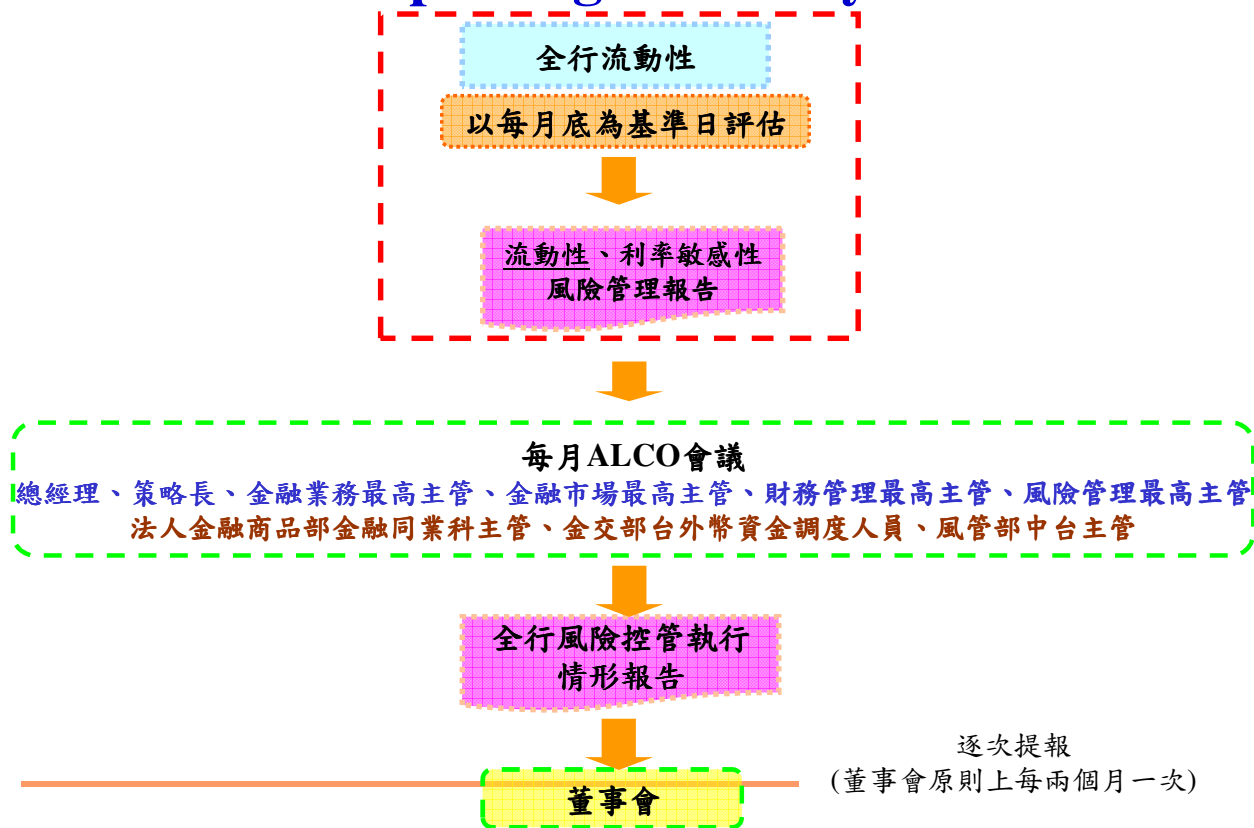 全行流動性
以每月底為基準日評估
流動性、利率敏感性
風險管理報告
每月ALCO會議
總經理、策略長、金融業務最高主管、金融市場最高主管、財務管理最高主管、風險管理最高主管
法人金融商品部金融同業科主管、金交部台外幣資金調度人員、風管部中台主管
全行風險控管執行
情形報告
逐次提報
(董事會原則上每兩個月一次)
董事會